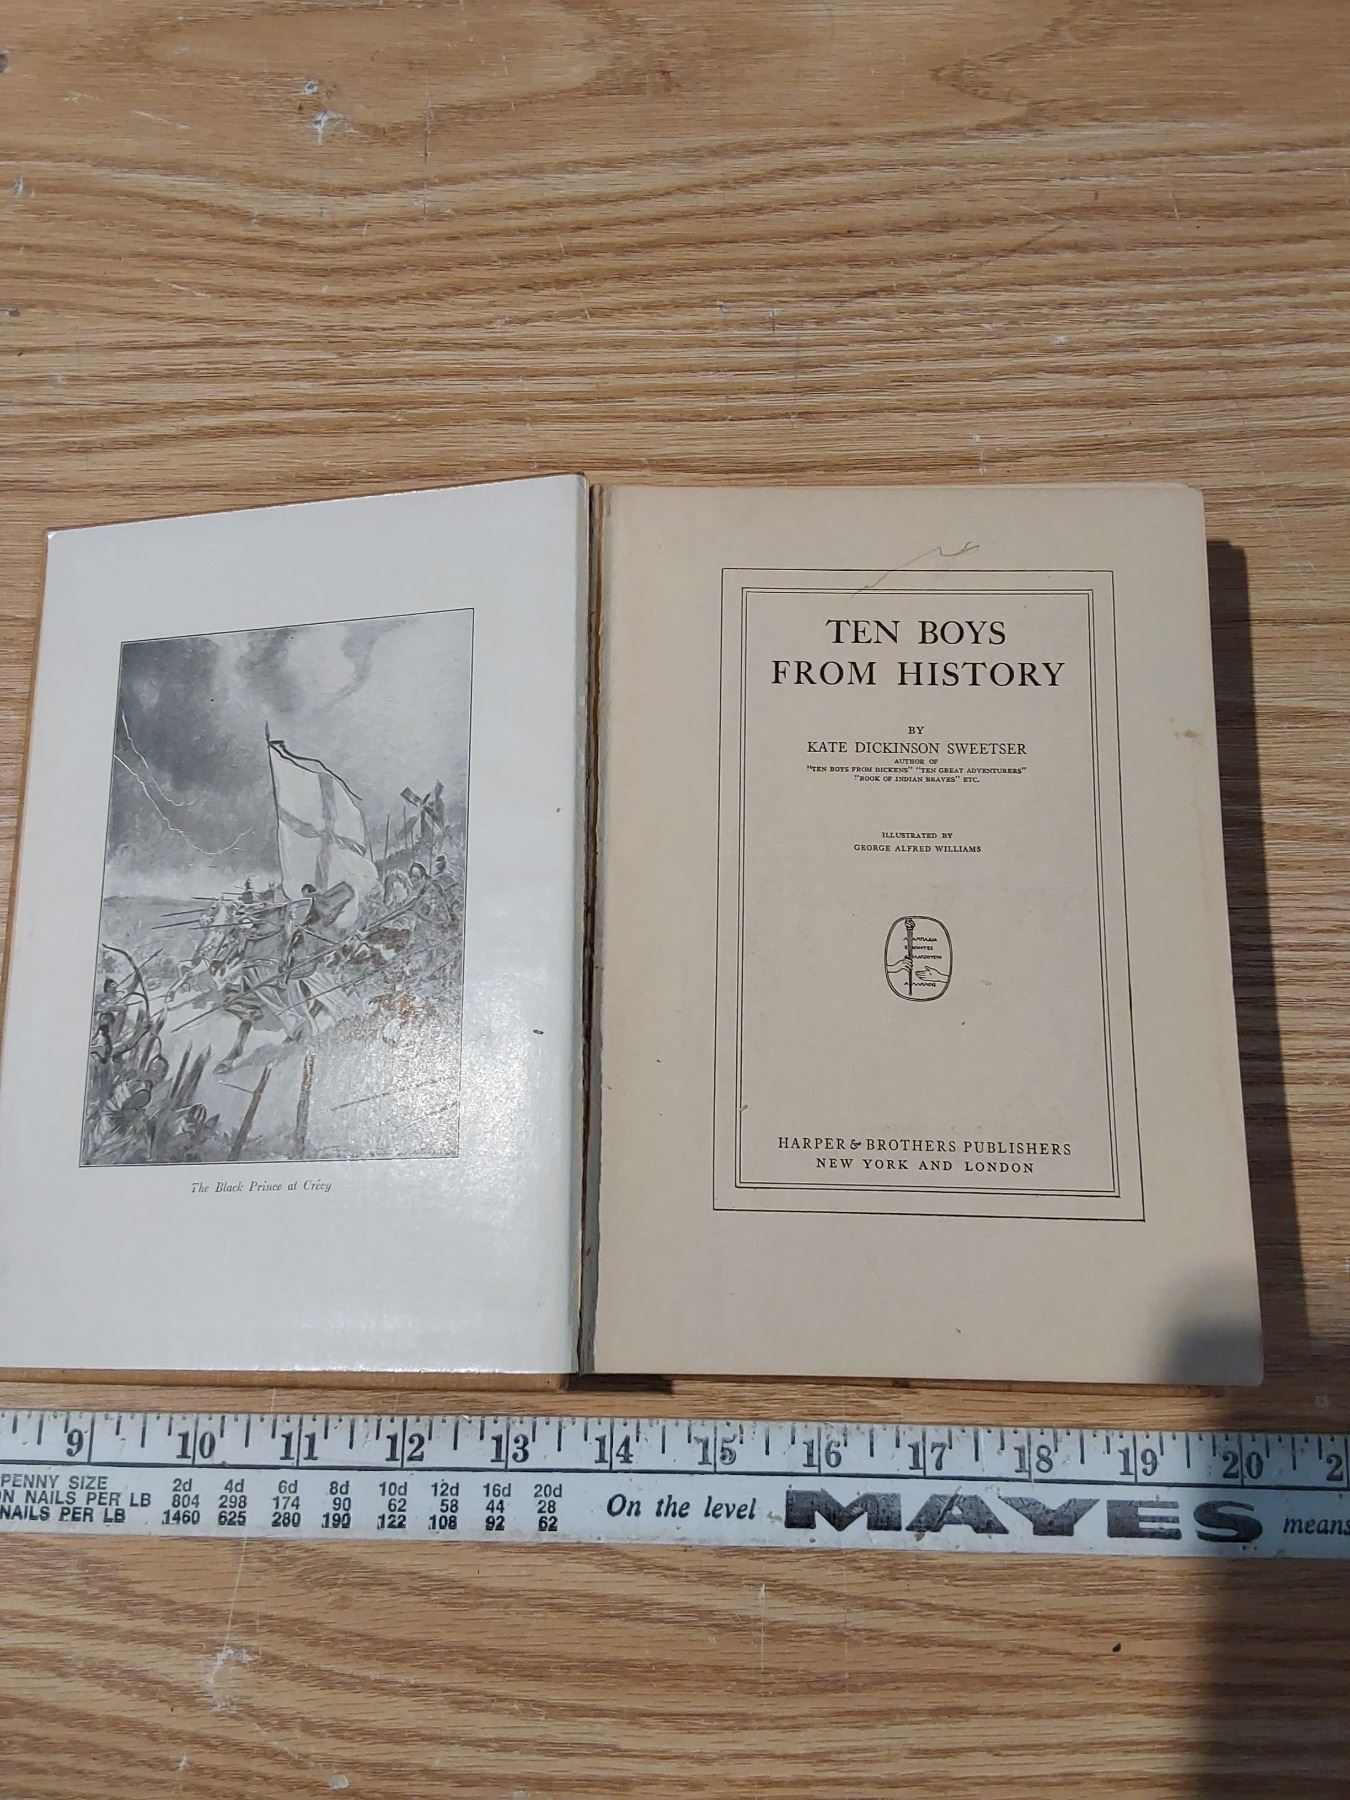 The Black Prince at Crécy
TEN BOYS
FROM HISTORY
BY
KATE DICKINSON SWEETSER
AUTHOR OF
"TEN BOYS FROM DICKENS" "TEN GREAT ADVENTURERS"
"BOOK OF INDIAN BRAVES" ETC.
ILLUSTRATED BY
GEORGE ALFRED WILLIAMS
HARPER & BROTHERS PUBLISHERS
NEW YORK AND LONDON
9 10 11 12 13 14 15 16 17 18 19 20 2
PENNY SIZE 2d 4d 6d 8d 10d 12d 16d 20d
ON NAILS PER LB 804 298 174 90 62 58 44 28
NAILS PER LB 1460 625 280 190 122 108 92 62
On the level MAYES means